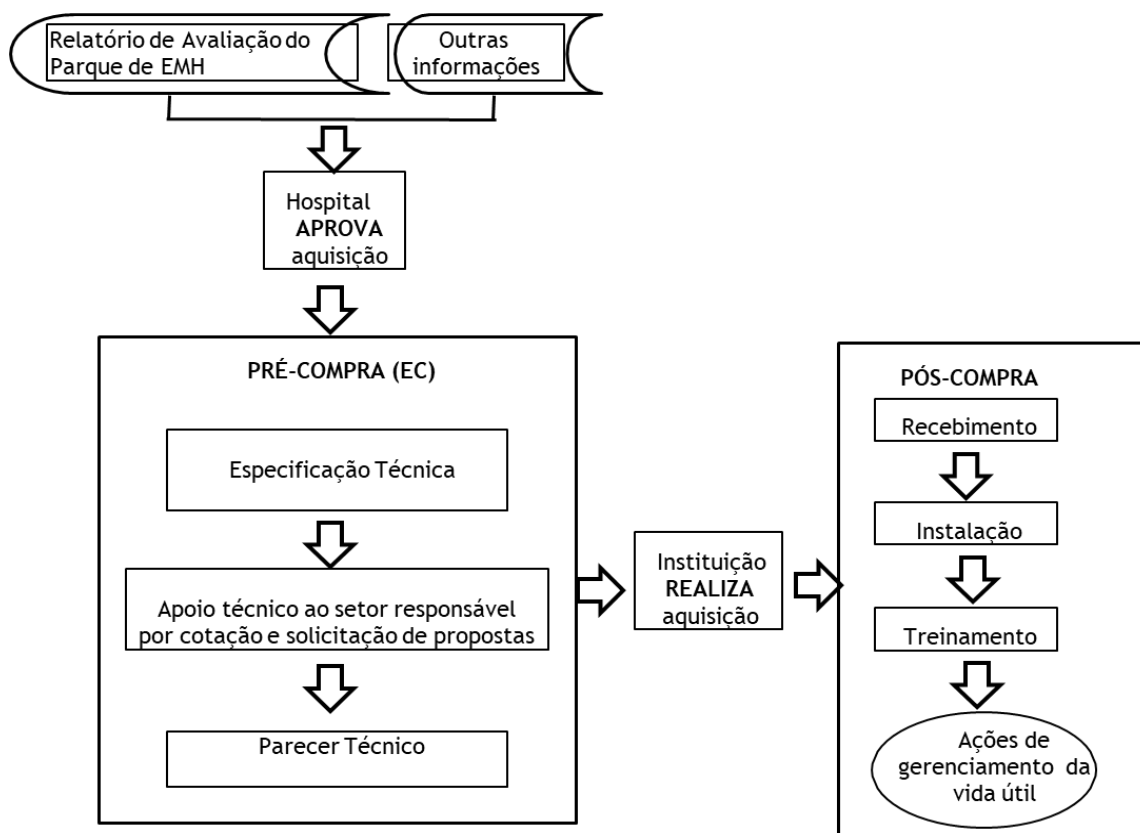 Relatório de Avaliação do
Parque de EMH
Outras
informações
Hospital
APROVA
aquisição
PRÉ-COMPRA (EC)
Especificação Técnica
Apoio técnico ao setor responsável
por cotação e solicitação de propostas
Parecer Técnico
Instituição
REALIZA
aquisição
PÓS-COMPRA
Recebimento
Instalação
Treinamento
Ações de
gerenciamento da
vida útil